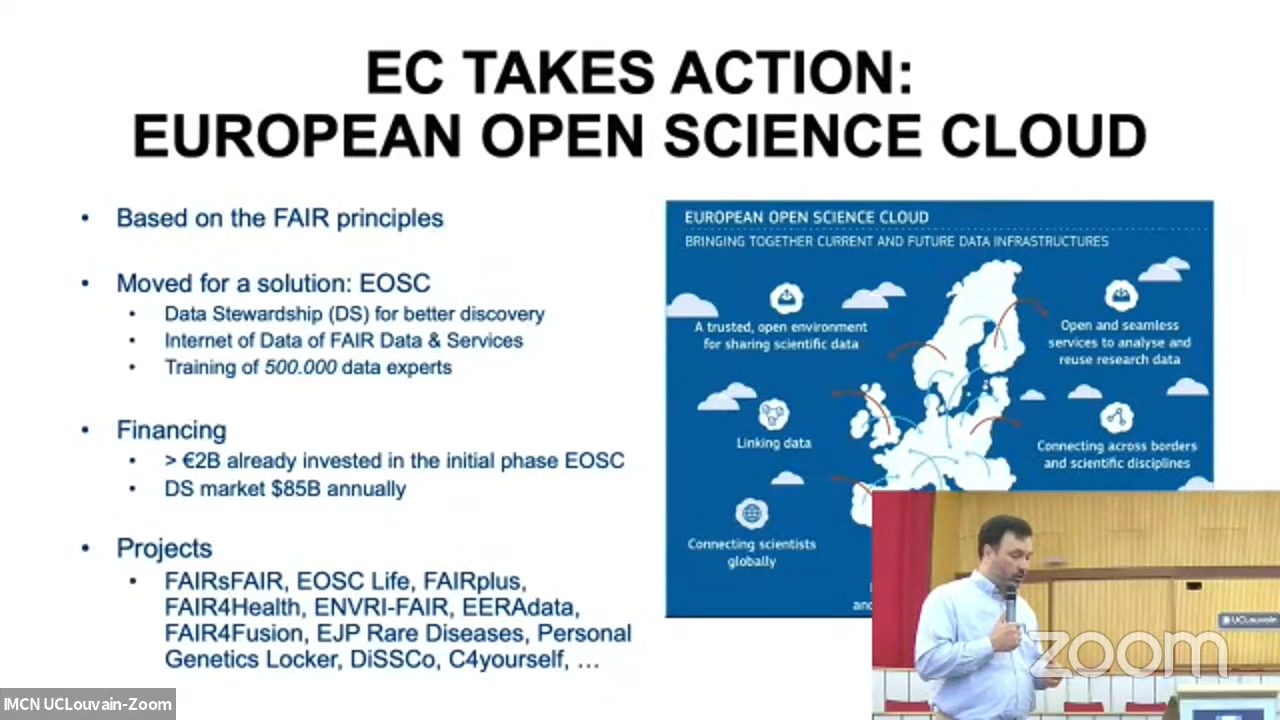 EC TAKES ACTION:
EUROPEAN OPEN SCIENCE CLOUD
• Based on the FAIR principles
• Moved for a solution: EOSC
• Data Stewardship (DS) for better discovery
• Internet of Data of FAIR Data & Services
• Training of 500.000 data experts
• Financing
• > €2B already invested in the initial phase EOSC
• DS market $85B annually
• Projects
• FAIRsFAIR, EOSC Life, FAIRplus,
FAIR4Health, ENVRI-FAIR, EERAdata,
FAIR4Fusion, EJP Rare Diseases, Personal
Genetics Locker, DiSSCo, C4yourself, …
EUROPEAN OPEN SCIENCE CLOUD
BRINGING TOGETHER CURRENT AND FUTURE DATA INFRASTRUCTURES
A trusted, open environment
for sharing scientific data
Open and seamless
services to analyse and
reuse research data
Linking data
Connecting across borders
and scientific disciplines
Connecting scientists
globally
UCLouvain
zoom
IMCN UCLouvain-Zoom